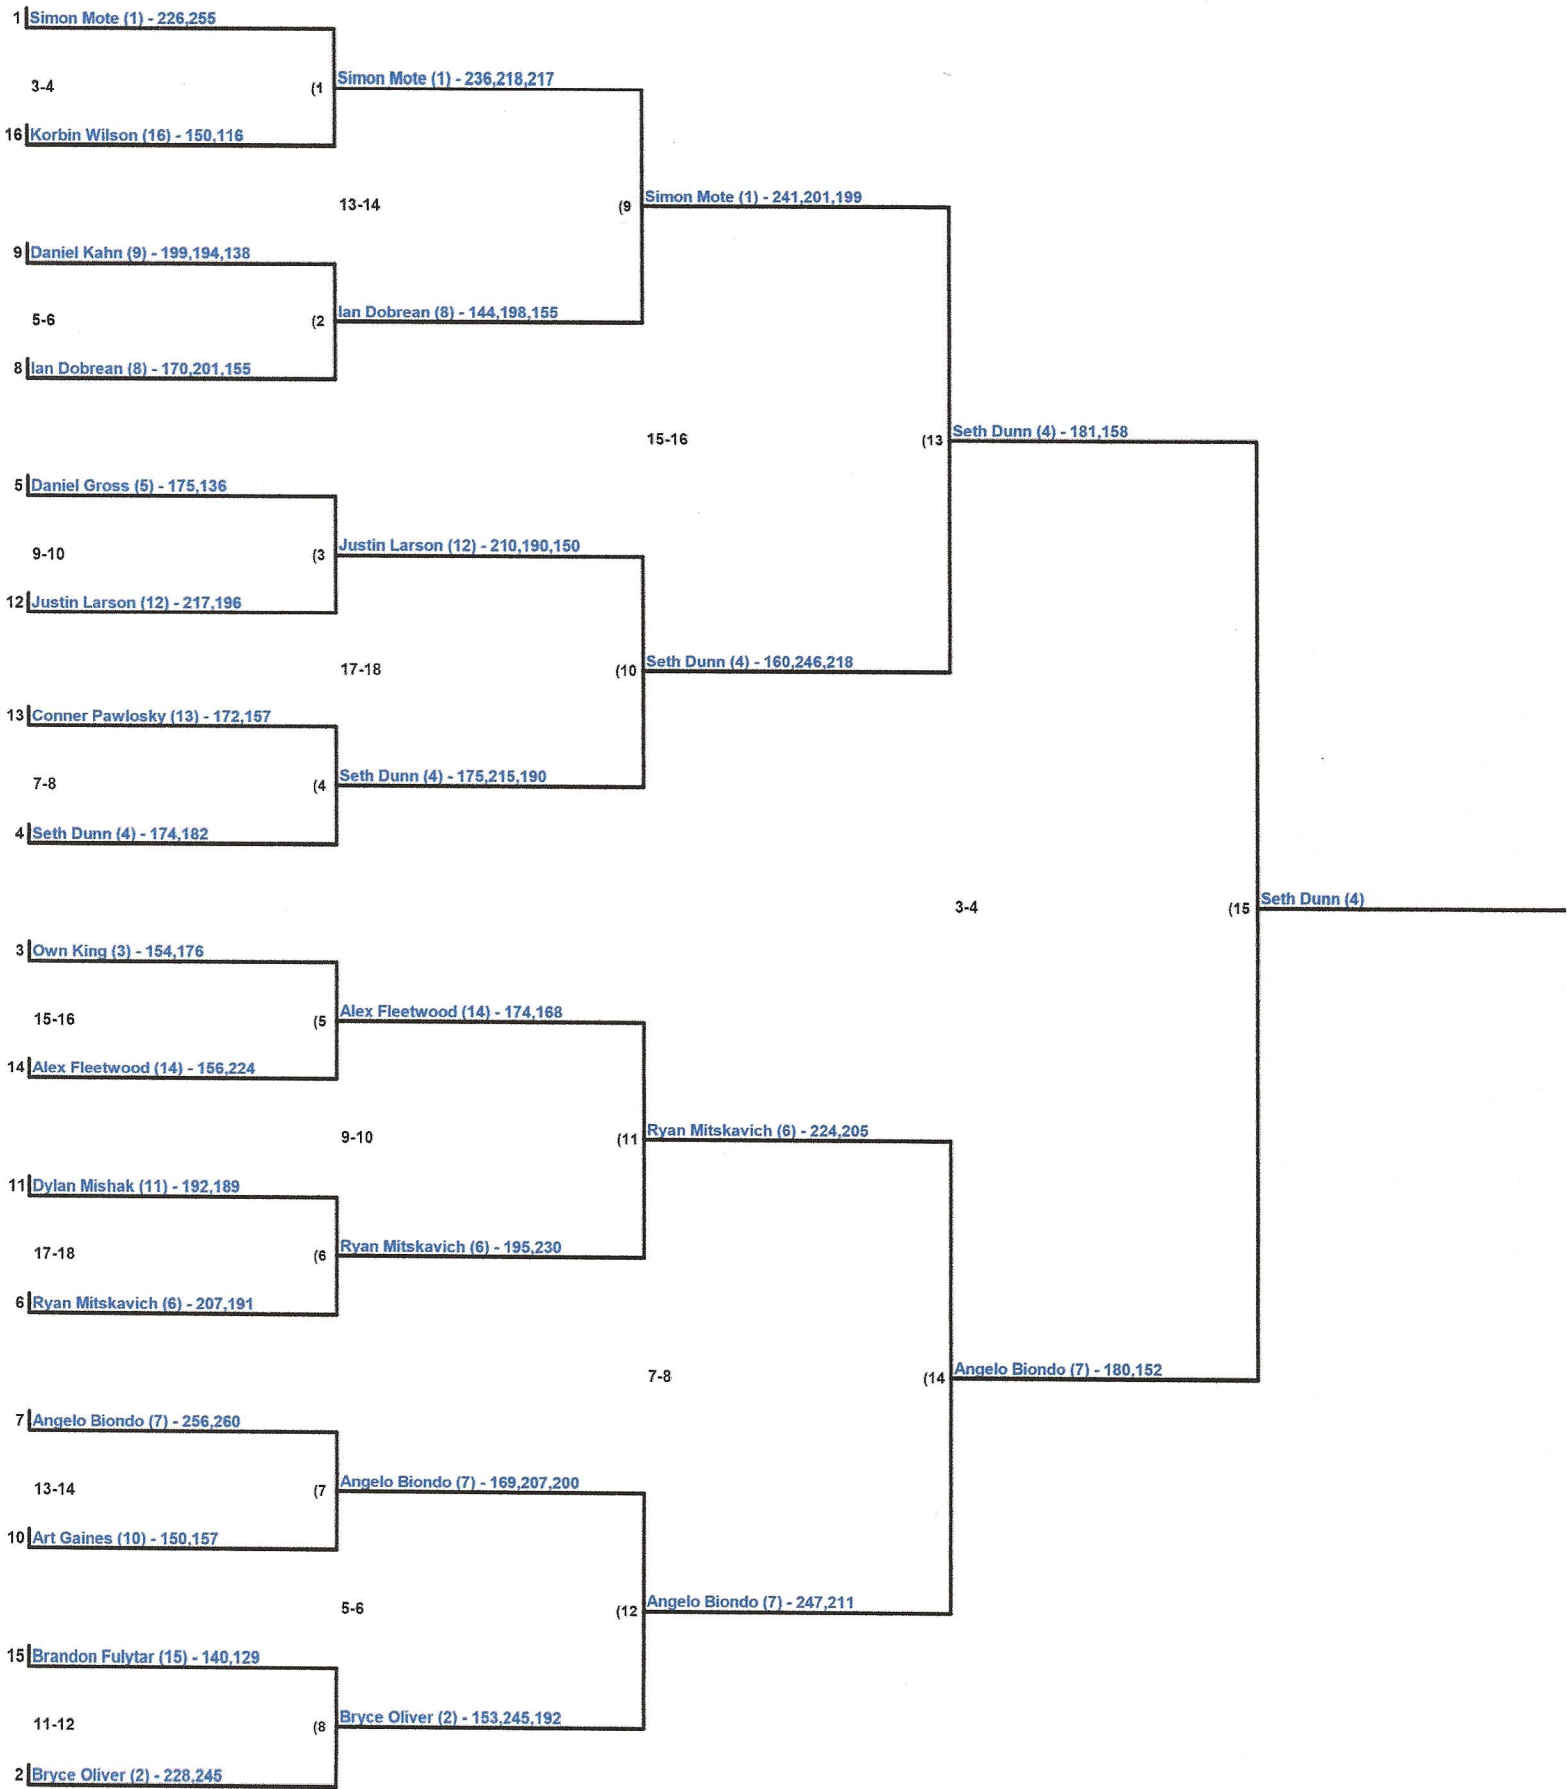 1 Simon Mote (1) - 226,255
3-4 (1 Simon Mote (1) - 236,218,217
16 Korbin Wilson (16) - 150,116
13-14 (9 Simon Mote (1) - 241,201,199
9 Daniel Kahn (9) - 199,194,138
5-6 (2 Ian Dobrean (8) - 144,198,155
8 Ian Dobrean (8) - 170,201,155
15-16 (13 Seth Dunn (4) - 181,158
5 Daniel Gross (5) - 175,136
9-10 (3 Justin Larson (12) - 210,190,150
12 Justin Larson (12) - 217,196
17-18 (10 Seth Dunn (4) - 160,246,218
13 Conner Pawlosky (13) - 172,157
7-8 (4 Seth Dunn (4) - 175,215,190
4 Seth Dunn (4) - 174,182
3-4 (15 Seth Dunn (4)
3 Own King (3) - 154,176
15-16 (5 Alex Fleetwood (14) - 174,168
14 Alex Fleetwood (14) - 156,224
9-10 (11 Ryan Mitskavich (6) - 224,205
11 Dylan Mishak (11) - 192,189
17-18 (6 Ryan Mitskavich (6) - 195,230
6 Ryan Mitskavich (6) - 207,191
7-8 (14 Angelo Biondo (7) - 180,152
7 Angelo Biondo (7) - 256,260
13-14 (7 Angelo Biondo (7) - 169,207,200
10 Art Gaines (10) - 150,157
5-6 (12 Angelo Biondo (7) - 247,211
15 Brandon Fulytar (15) - 140,129
11-12 (8 Bryce Oliver (2) - 153,245,192
2 Bryce Oliver (2) - 228,245